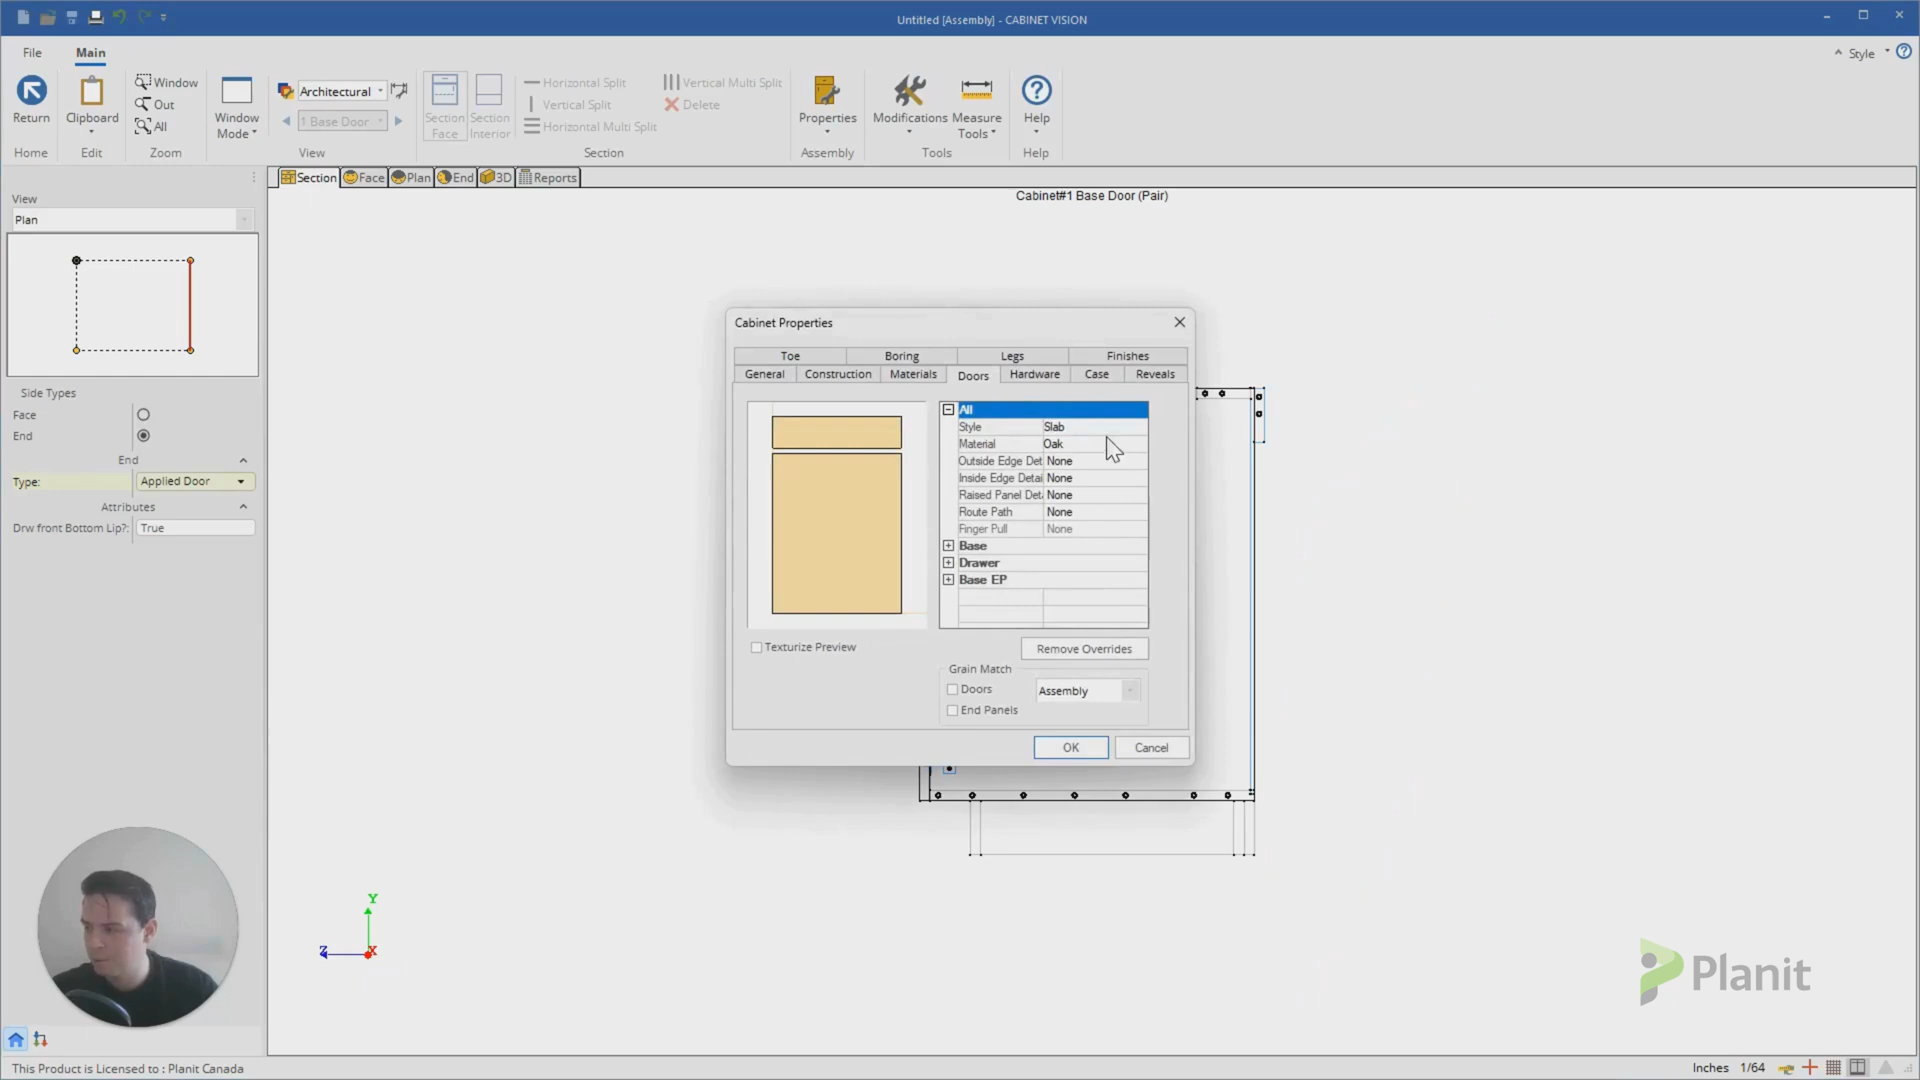 Untitled [Assembly] - CABINET VISION
File
Main
Style
Return
Clipboard
Window
Out
All
Window
Mode
Architectural
1 Base Door
Section
Face
Section
Interior
Horizontal Split
Vertical Split
Horizontal Multi Split
Vertical Multi Split
Delete
Properties
Modifications
Measure
Tools
Help
Home
Edit
Zoom
View
Section
Assembly
Tools
Help
Section
Face
Plan
End
3D
Reports
View
Plan
Side Types
Face
End
End
Type:
Applied Door
Attributes
Drw front Bottom Lip?:
True
Cabinet#1 Base Door (Pair)
Cabinet Properties
Toe
Boring
Legs
Finishes
General
Construction
Materials
Doors
Hardware
Case
Reveals
All
Style
Slab
Material
Oak
Outside Edge Det
None
Inside Edge Detai
None
Raised Panel Det
None
Route Path
None
Finger Pull
None
Base
Drawer
Base EP
Texturize Preview
Remove Overrides
Grain Match
Doors
Assembly
End Panels
OK
Cancel
Y
Z
X
Planit
This Product is Licensed to : Planit Canada
Inches
1/64